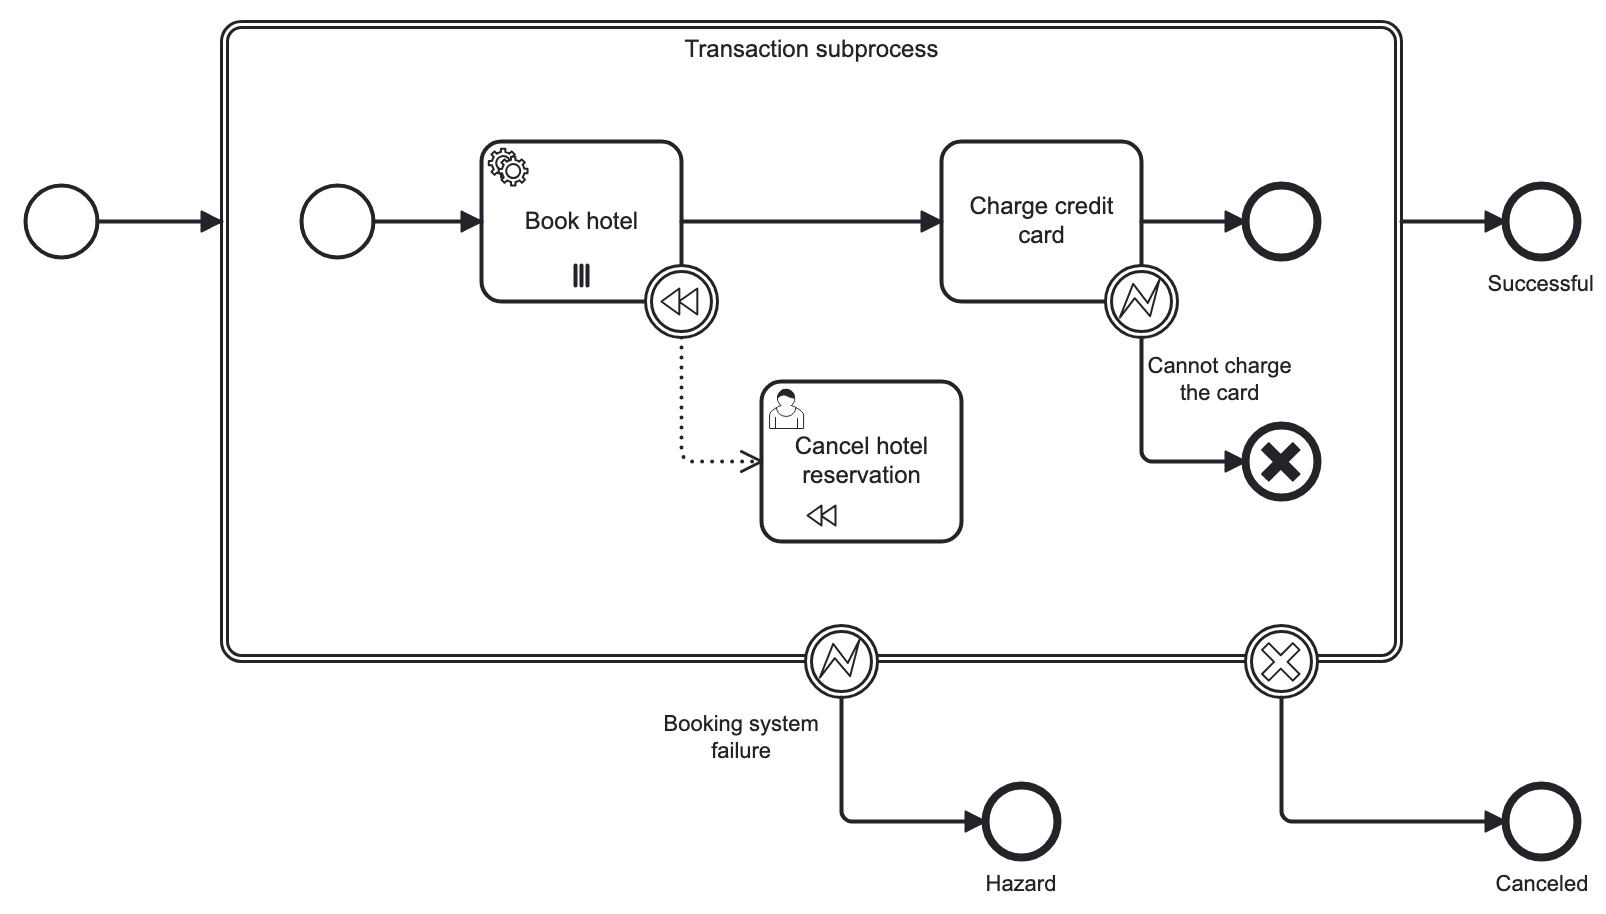 Transaction subprocess
Book hotel
Charge credit
card
Successful
Cannot charge
the card
Cancel hotel
reservation
Booking system
failure
Hazard
Canceled